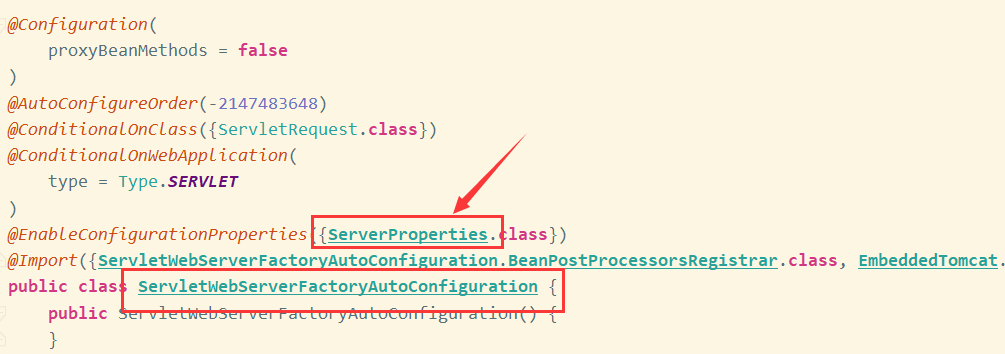 @Configuration(
    proxyBeanMethods = false
)
@AutoConfigureOrder(-2147483648)
@ConditionalOnClass({ServletRequest.class})
@ConditionalOnWebApplication(
    type = Type.SERVLET
)
@EnableConfigurationProperties({ServerProperties.class})
@Import({ServletWebServerFactoryAutoConfiguration.BeanPostProcessorsRegistrar.class, EmbeddedTomcat.
public class ServletWebServerFactoryAutoConfiguration {
    public ServletWebServerFactoryAutoConfiguration() {
    }